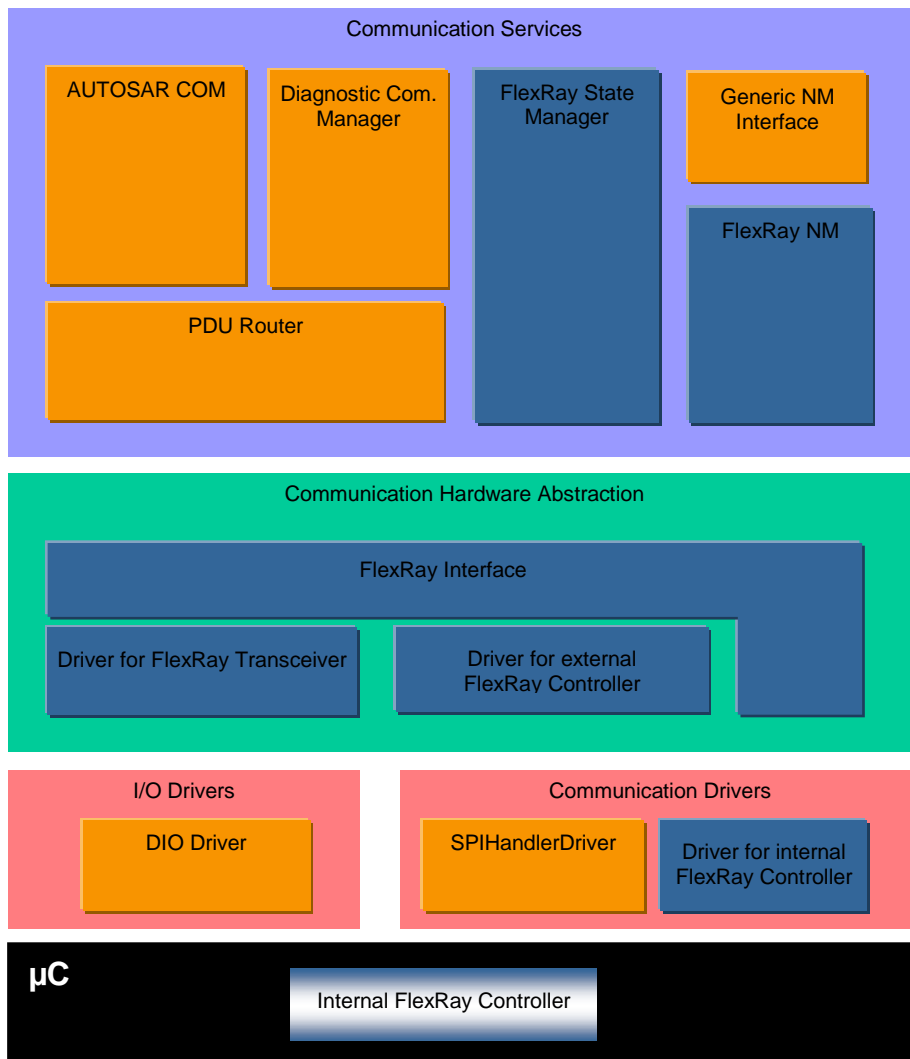 Communication Services
AUTOSAR COM
Diagnostic Com.
Manager
FlexRay State
Manager
Generic NM
Interface
FlexRay NM
PDU Router
Communication Hardware Abstraction
FlexRay Interface
Driver for FlexRay Transceiver
Driver for external
FlexRay Controller
I/O Drivers
DIO Driver
Communication Drivers
SPIHandlerDriver
Driver for internal
FlexRay Controller
µC
Internal FlexRay Controller